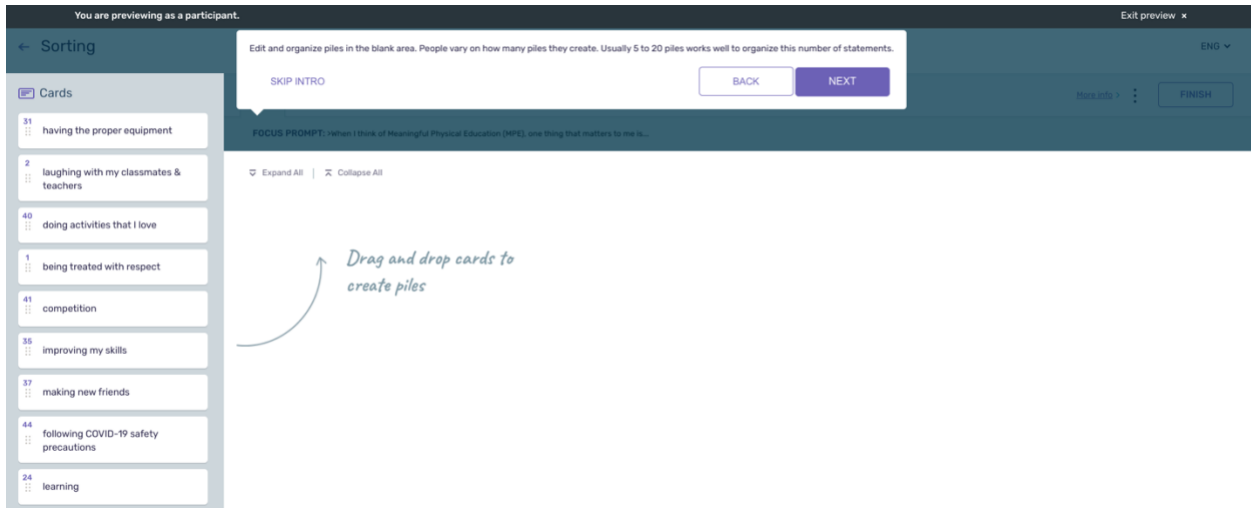 You are previewing as a participant.
Exit preview ×
← Sorting
Edit and organize piles in the blank area. People vary on how many piles they create. Usually 5 to 20 piles works well to organize this number of statements.
ENG
SKIP INTRO
BACK
NEXT
Cards
More info >
FINISH
FOCUS PROMPT: >When I think of Meaningful Physical Education (MPE), one thing that matters to me is...
31
having the proper equipment
2
laughing with my classmates &
teachers
40
doing activities that I love
1
being treated with respect
41
competition
35
improving my skills
37
making new friends
44
following COVID-19 safety
precautions
24
learning
Expand All | Collapse All
Drag and drop cards to
create piles